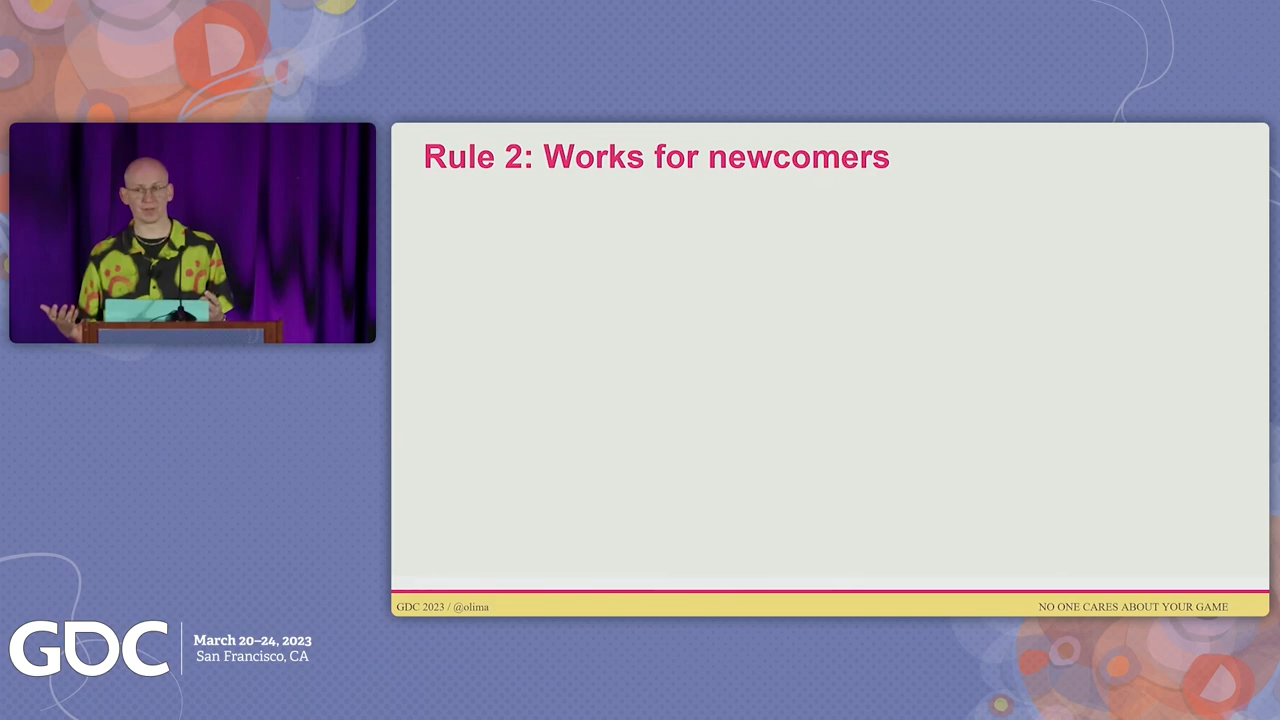 Rule 2: Works for newcomers
GDC 2023 / @olima
NO ONE CARES ABOUT YOUR GAME
GDC
March 20–24, 2023
San Francisco, CA